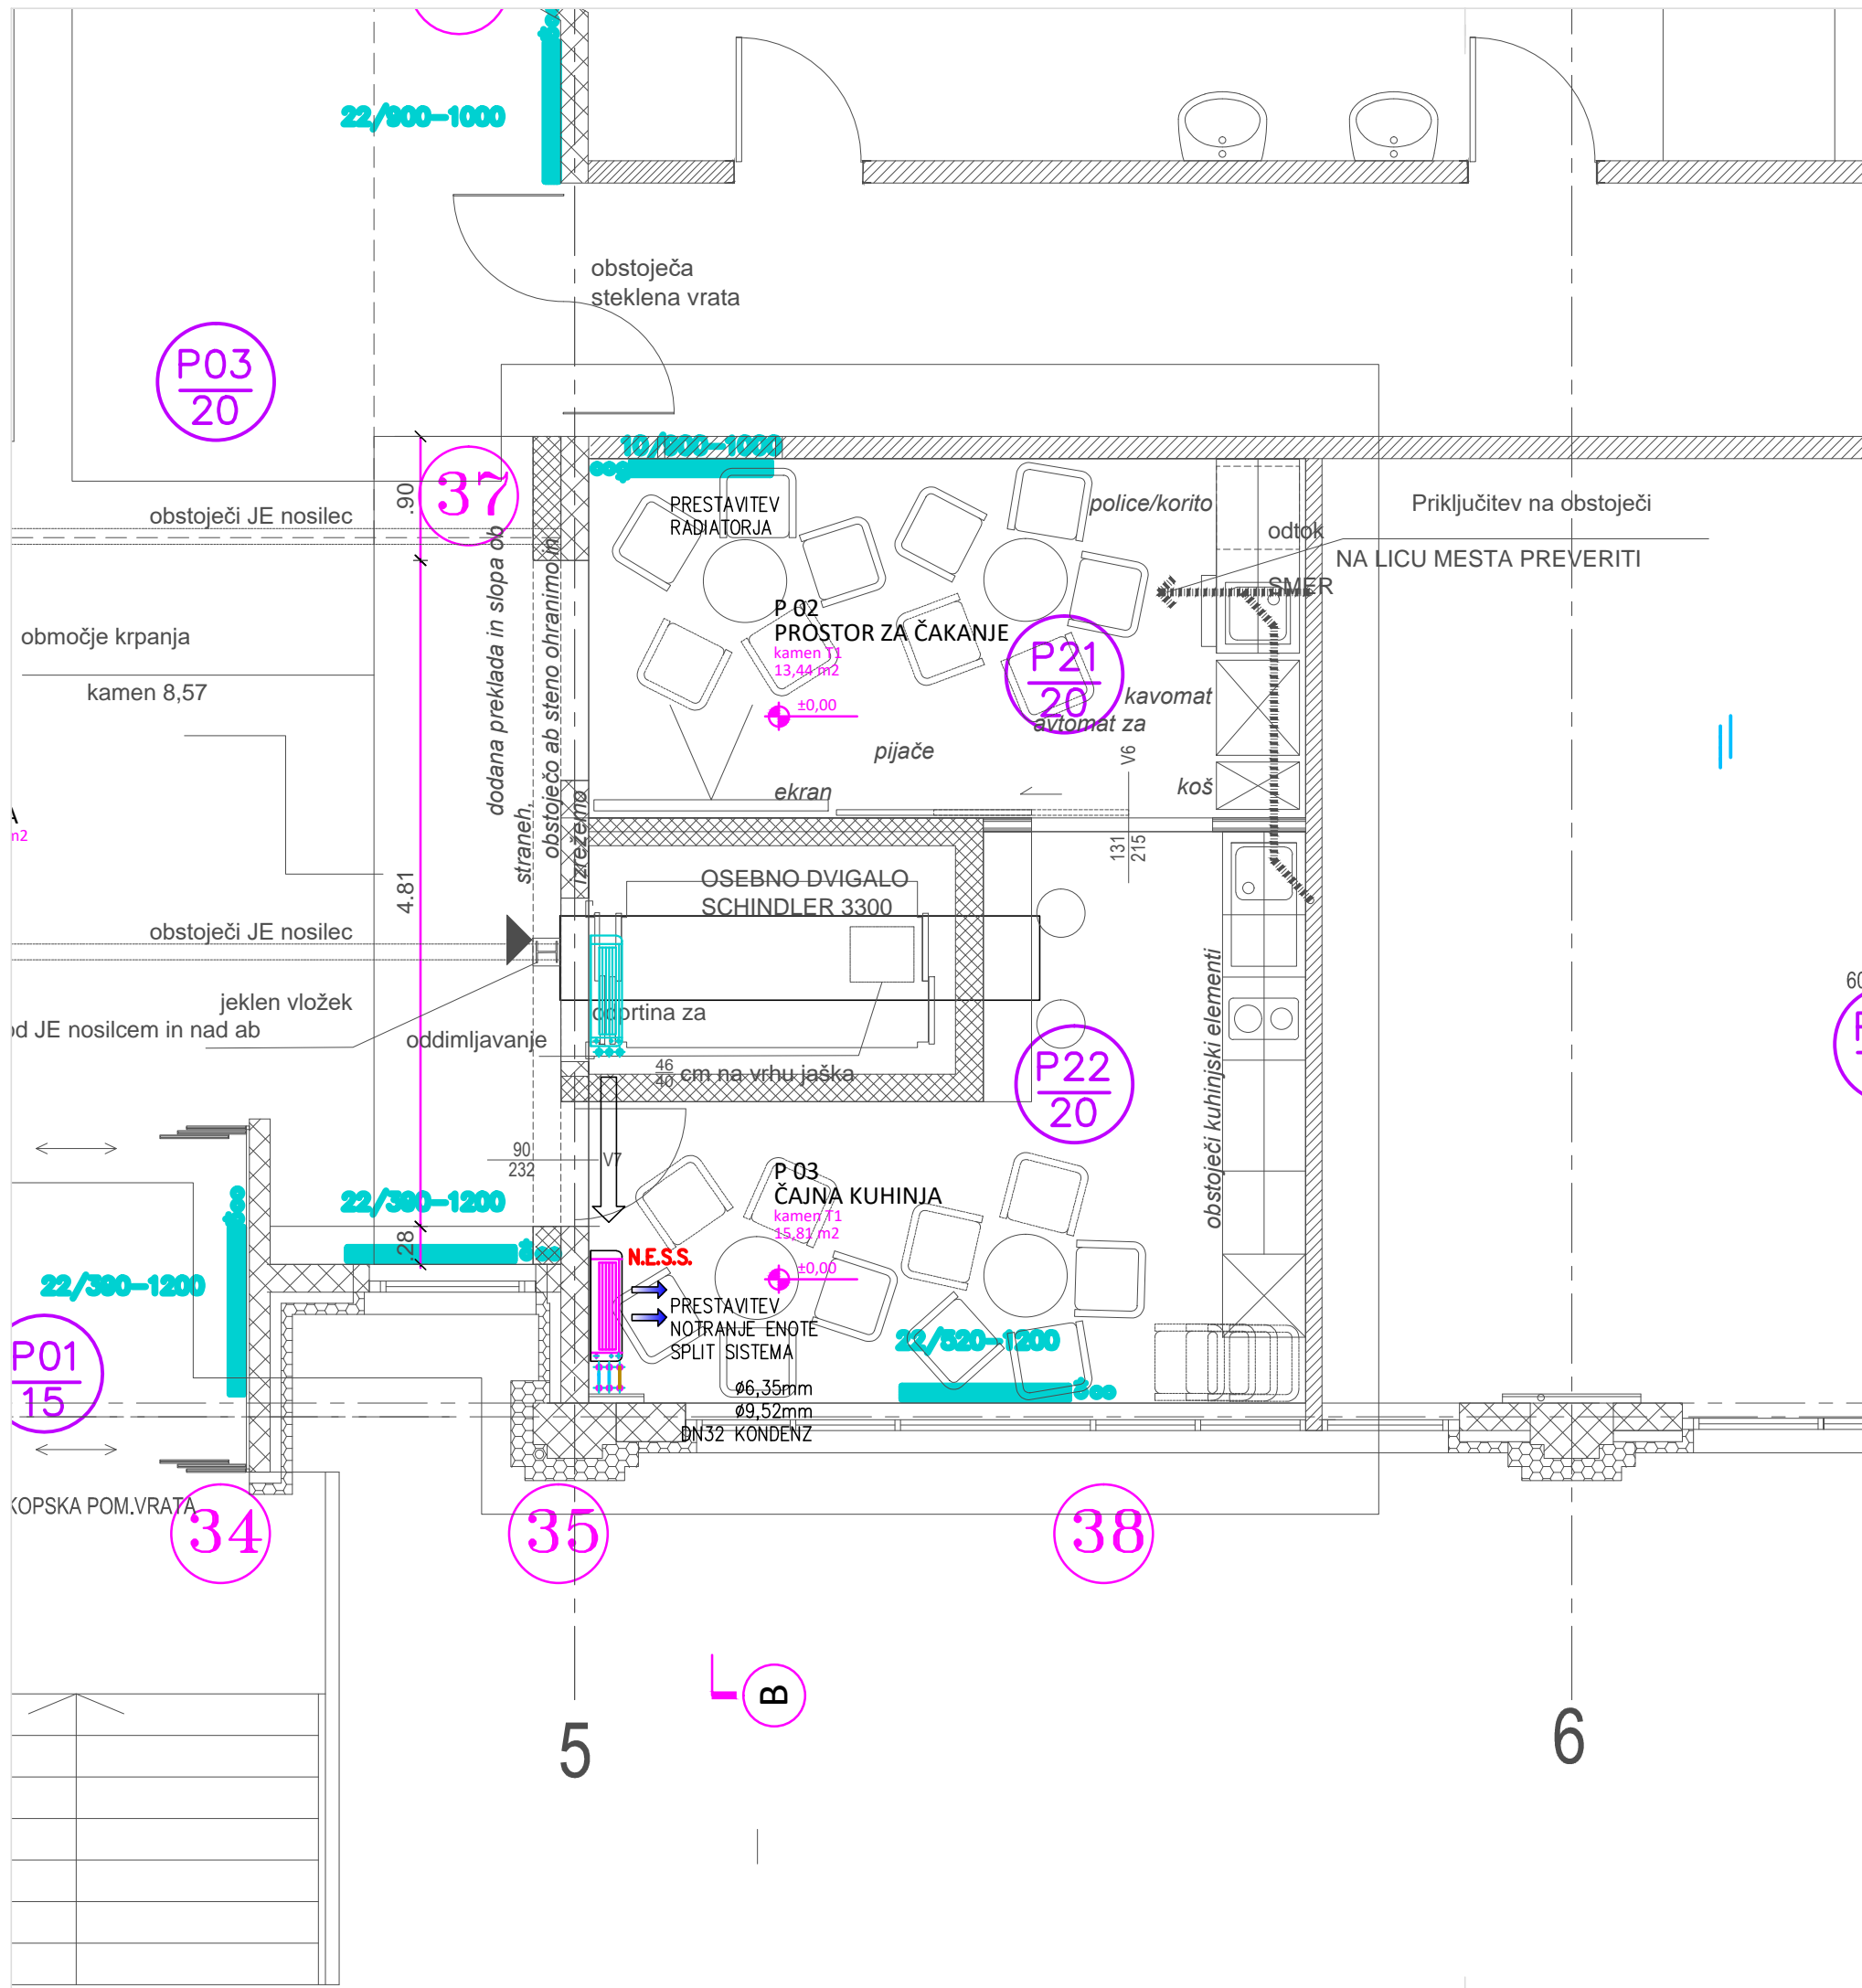 22/900-1000
obstoječa
steklena vrata
P03
20
37
.90
10/900-1000
PRESTAVITEV
RADIATORJA
police/korito
Priključitev na obstoječi
odtok
NA LICU MESTA PREVERITI
SMER
obstoječi JE nosilec
dodana preklada in slopa ob
straneh,
obstoječo ab steno ohranimo in
izrežemo
območje krpanja
kamen 8,57
P 02
PROSTOR ZA ČAKANJE
kamen T1
13,44 m2
±0,00
P21
20
kavomat
avtomat za
pijače
V6
koš
ekran
A
m2
131
215
4.81
OSEBNO DVIGALO
SCHINDLER 3300
obstoječi JE nosilec
jeklen vložek
od JE nosilcem in nad ab
odprtina za
oddimljavanje
46
40
cm na vrhu jaška
obstoječi kuhinjski elementi
60
P22
20
90
232
V7
P 03
ČAJNA KUHINJA
kamen T1
15,81 m2
±0,00
22/380-1200
.28
22/380-1200
N.E.S.S.
PRESTAVITEV
NOTRANJE ENOTE
SPLIT SISTEMA
22/520-1200
P01
15
ø6,35mm
ø9,52mm
DN32 KONDENZ
KOPSKA POM.VRATA
34
35
38
B
5
6